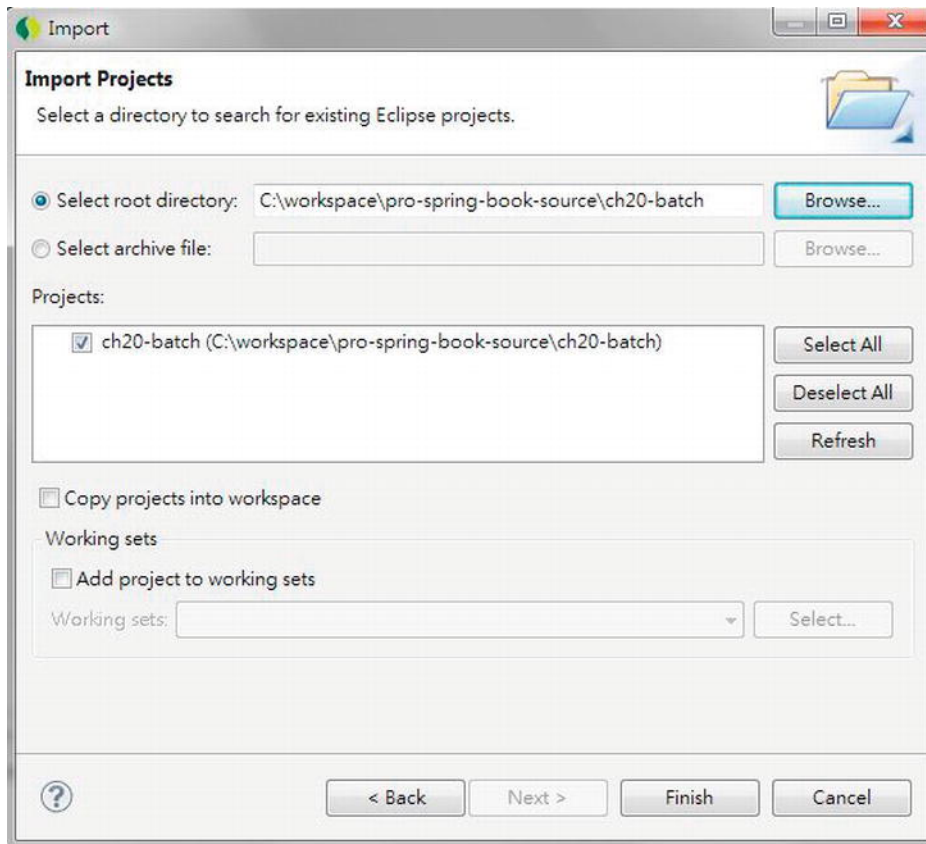 Import
Import Projects
Select a directory to search for existing Eclipse projects.
Select root directory: C:\workspace\pro-spring-book-source\ch20-batch Browse...
Select archive file: Browse...
Projects:
ch20-batch (C:\workspace\pro-spring-book-source\ch20-batch) Select All
Deselect All
Refresh
Copy projects into workspace
Working sets
Add project to working sets
Working sets: Select...
? < Back Next > Finish Cancel